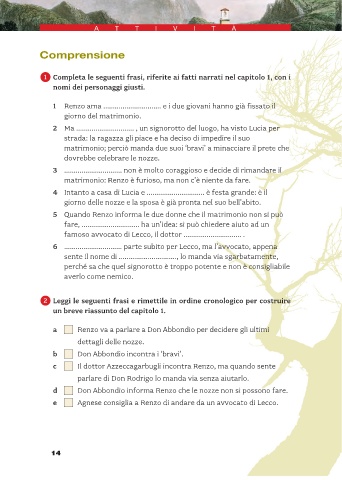 ATTIVITÀ
Comprensione
1 Completa le seguenti frasi, riferite ai fatti narrati nel capitolo 1, con i
nomi dei personaggi giusti.
1 Renzo ama ............................ e i due giovani hanno già fissato il
giorno del matrimonio.
2 Ma ............................ , un signorotto del luogo, ha visto Lucia per
strada: la ragazza gli piace e ha deciso di impedire il suo
matrimonio; perciò manda due suoi ‘bravi’ a minacciare il prete che
dovrebbe celebrare le nozze.
3 ............................ non è molto coraggioso e decide di rimandare il
matrimonio: Renzo è furioso, ma non c’è niente da fare.
4 Intanto a casa di Lucia e ............................ è festa grande: è il
giorno delle nozze e la sposa è già pronta nel suo bell’abito.
5 Quando Renzo informa le due donne che il matrimonio non si può
fare, ............................ ha un’idea: si può chiedere aiuto ad un
famoso avvocato di Lecco, il dottor ............................ .
6 ............................ parte subito per Lecco, ma l’avvocato, appena
sente il nome di ............................, lo manda via sgarbatamente,
perché sa che quel signorotto è troppo potente e non è consigliabile
averlo come nemico.
2 Leggi le seguenti frasi e rimettile in ordine cronologico per costruire
un breve riassunto del capitolo 1.
a Renzo va a parlare a Don Abbondio per decidere gli ultimi
dettagli delle nozze.
b Don Abbondio incontra i ‘bravi’.
c Il dottor Azzeccagarbugli incontra Renzo, ma quando sente
parlare di Don Rodrigo lo manda via senza aiutarlo.
d Don Abbondio informa Renzo che le nozze non si possono fare.
e Agnese consiglia a Renzo di andare da un avvocato di Lecco.
14